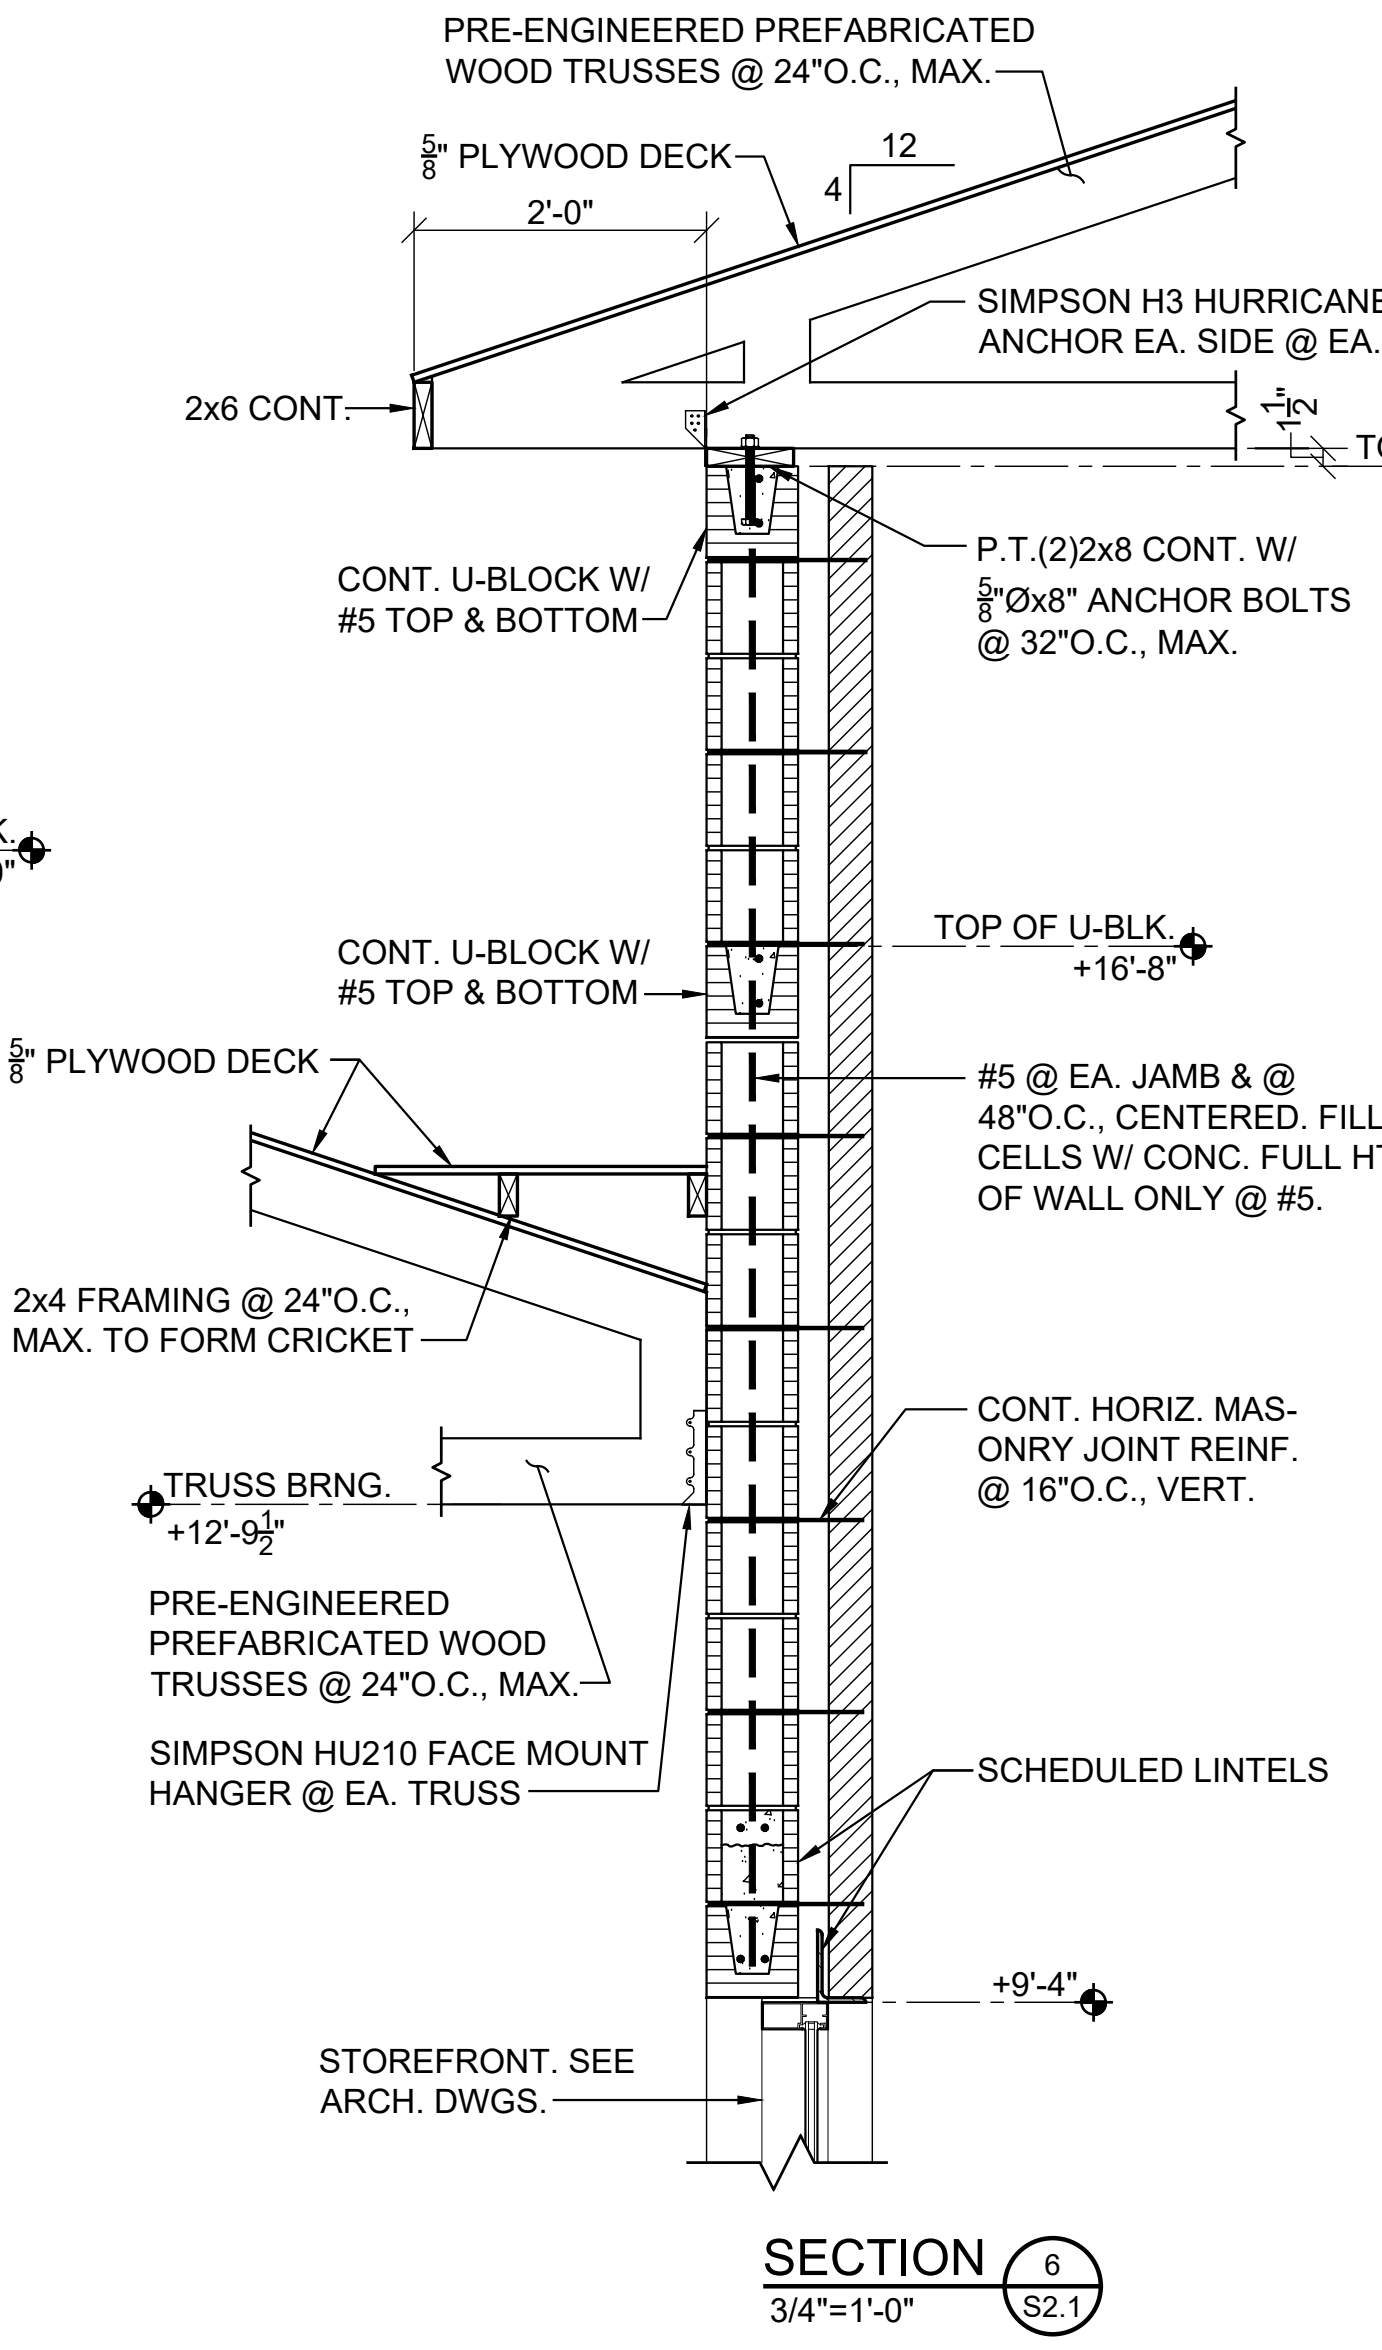 PRE-ENGINEERED PREFABRICATED
WOOD TRUSSES @ 24"O.C., MAX.
5/8" PLYWOOD DECK
12
4
2'-0"
SIMPSON H3 HURRICANE
ANCHOR EA. SIDE @ EA.
2x6 CONT.
1 1/2"
P.T.(2)2x8 CONT. W/
5/8"Øx8" ANCHOR BOLTS
@ 32"O.C., MAX.
CONT. U-BLOCK W/
#5 TOP & BOTTOM
TOP OF U-BLK.
+16'-8"
CONT. U-BLOCK W/
#5 TOP & BOTTOM
5/8" PLYWOOD DECK
#5 @ EA. JAMB & @
48"O.C., CENTERED. FILL
CELLS W/ CONC. FULL HT
OF WALL ONLY @ #5.
2x4 FRAMING @ 24"O.C.,
MAX. TO FORM CRICKET
CONT. HORIZ. MAS-
ONRY JOINT REINF.
@ 16"O.C., VERT.
TRUSS BRNG.
+12'-9 1/2"
PRE-ENGINEERED
PREFABRICATED WOOD
TRUSSES @ 24"O.C., MAX.
SIMPSON HU210 FACE MOUNT
HANGER @ EA. TRUSS
SCHEDULED LINTELS
+9'-4"
STOREFRONT. SEE
ARCH. DWGS.
SECTION
6
S2.1
3/4"=1'-0"